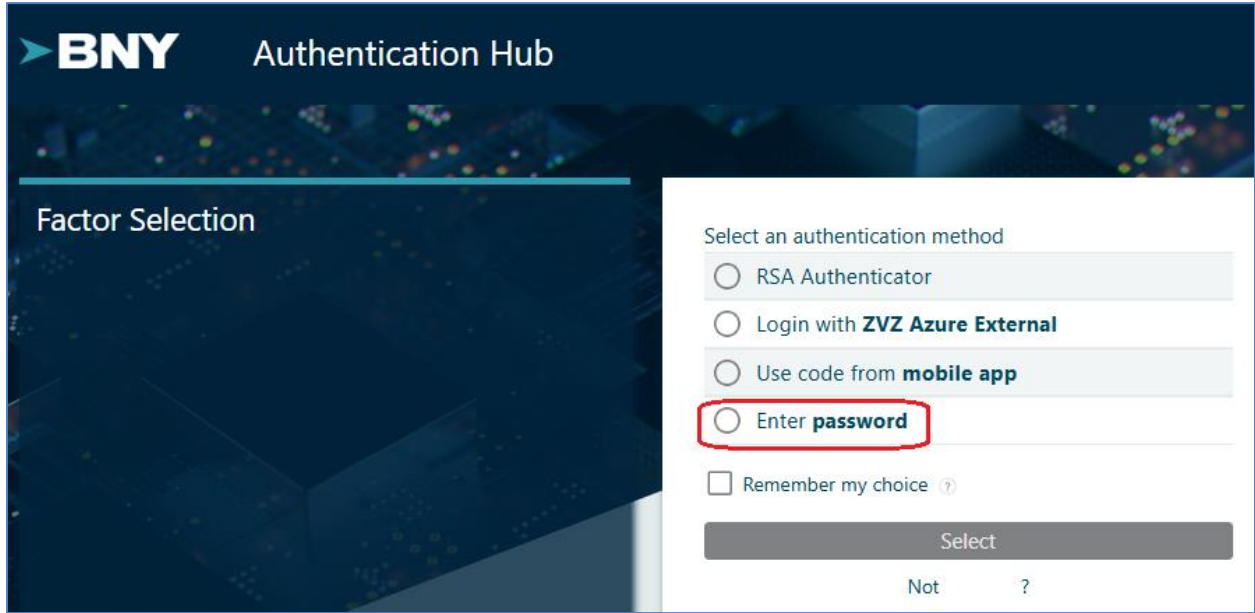 BNY
Authentication Hub
Factor Selection
Select an authentication method
RSA Authenticator
Login with ZVZ Azure External
Use code from mobile app
Enter password
Remember my choice ?
Select
Not ?